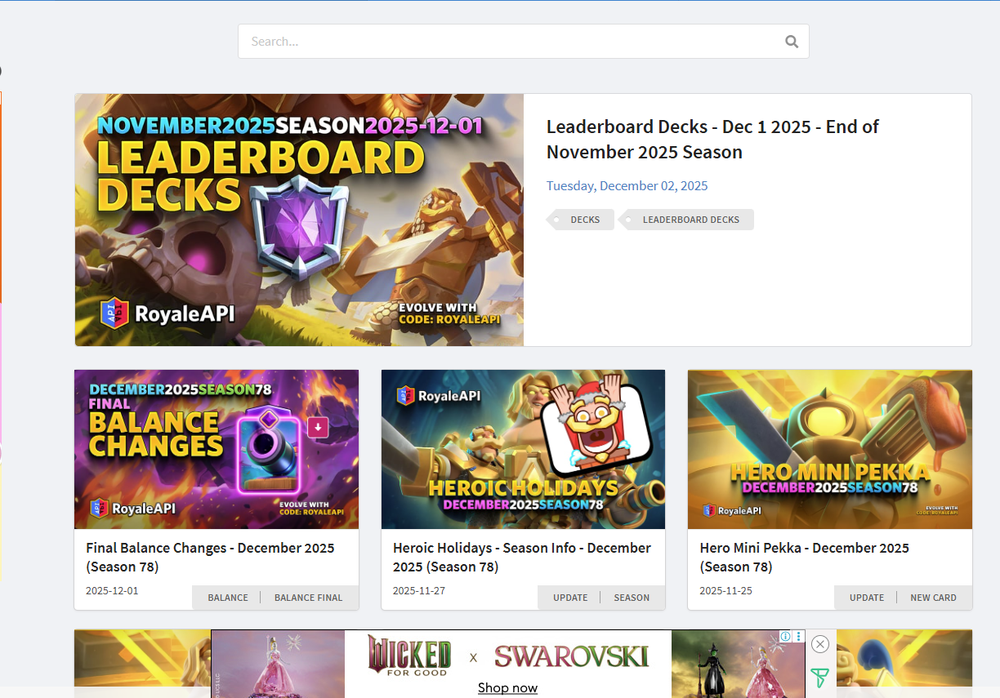 Search...
NOVEMBER2025SEASON2025-12-01
LEADERBOARD
DECKS
RoyaleAPI
EVOLVE WITH
CODE: ROYALEAPI
Leaderboard Decks - Dec 1 2025 - End of
November 2025 Season
Tuesday, December 02, 2025
DECKS
LEADERBOARD DECKS
DECEMBER2025SEASON78
FINAL
BALANCE
CHANGES
RoyaleAPI
EVOLVE WITH
CODE: ROYALEAPI
Final Balance Changes - December 2025
(Season 78)
2025-12-01
BALANCE
BALANCE FINAL
RoyaleAPI
HEROIC HOLIDAYS
DECEMBER2025SEASON78
Heroic Holidays - Season Info - December
2025 (Season 78)
2025-11-27
UPDATE
SEASON
HERO MINI PEKKA
DECEMBER2025SEASON78
RoyaleAPI
EVOLVE WITH
CODE: ROYALEAPI
Hero Mini Pekka - December 2025
(Season 78)
2025-11-25
UPDATE
NEW CARD
WICKED
FOR GOOD
x
SWAROVSKI
Shop now